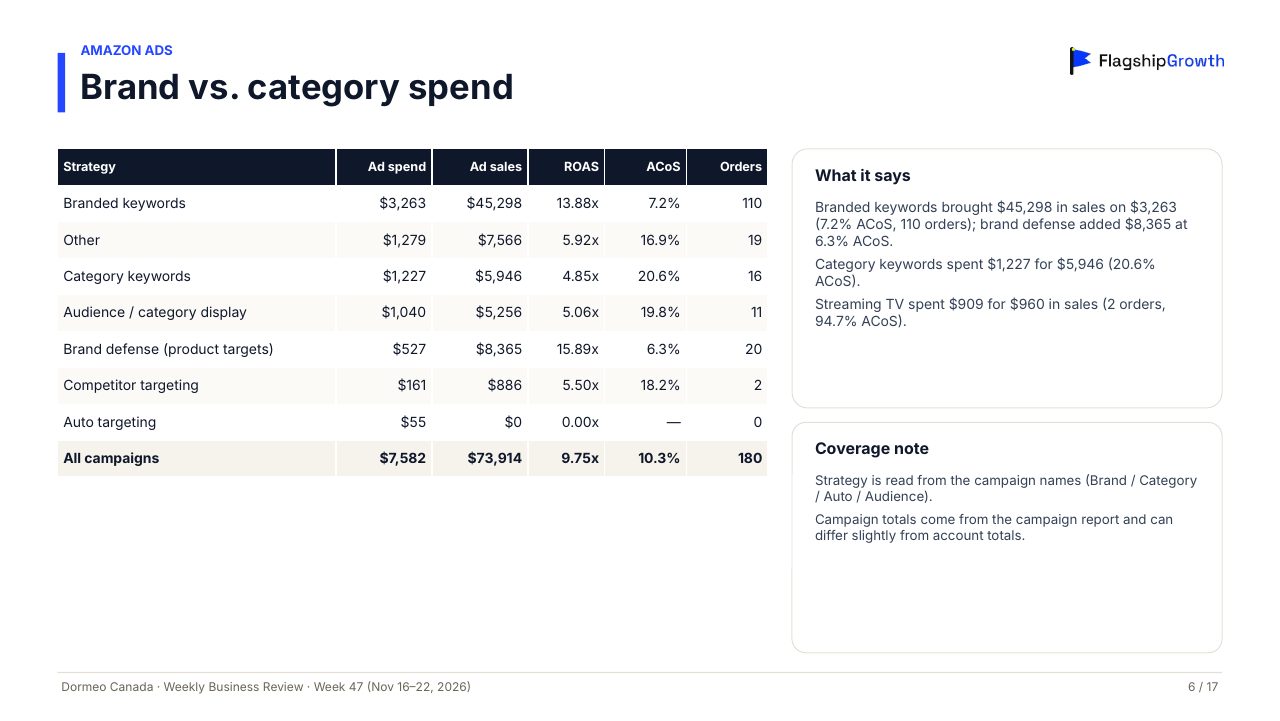 AMAZON ADS
Brand vs. category spend
FlagshipGrowth
Strategy Ad spend Ad sales ROAS ACoS Orders
Branded keywords $3,263 $45,298 13.88x 7.2% 110
Other $1,279 $7,566 5.92x 16.9% 19
Category keywords $1,227 $5,946 4.85x 20.6% 16
Audience / category display $1,040 $5,256 5.06x 19.8% 11
Brand defense (product targets) $527 $8,365 15.89x 6.3% 20
Competitor targeting $161 $886 5.50x 18.2% 2
Auto targeting $55 $0 0.00x — 0
All campaigns $7,582 $73,914 9.75x 10.3% 180
What it says
Branded keywords brought $45,298 in sales on $3,263
(7.2% ACoS, 110 orders); brand defense added $8,365 at
6.3% ACoS.
Category keywords spent $1,227 for $5,946 (20.6%
ACoS).
Streaming TV spent $909 for $960 in sales (2 orders,
94.7% ACoS).
Coverage note
Strategy is read from the campaign names (Brand / Category
/ Auto / Audience).
Campaign totals come from the campaign report and can
differ slightly from account totals.
Dormeo Canada · Weekly Business Review · Week 47 (Nov 16–22, 2026)
6 / 17